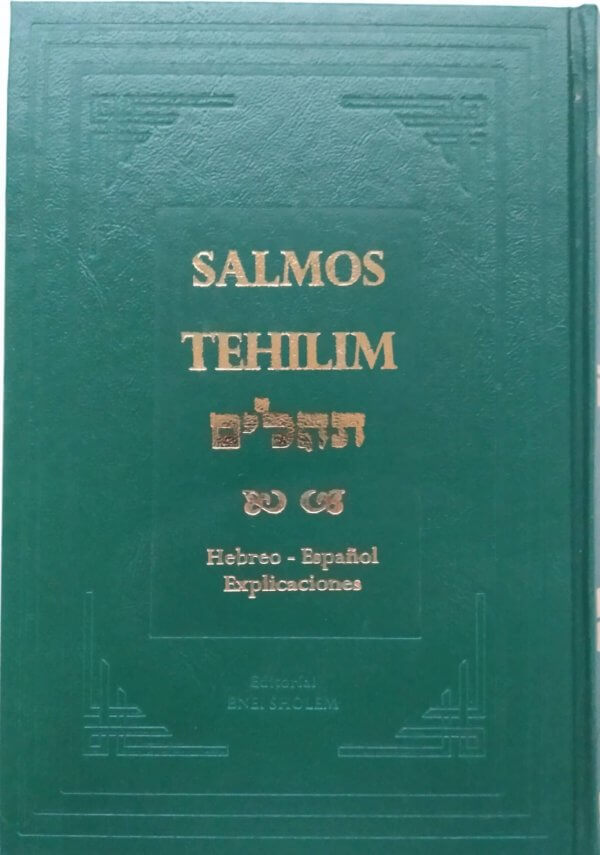 SALMOS
TEHILIM
תהלים
Hebreo - Español
Explicaciones
Editorial
BNEI SHOLEM